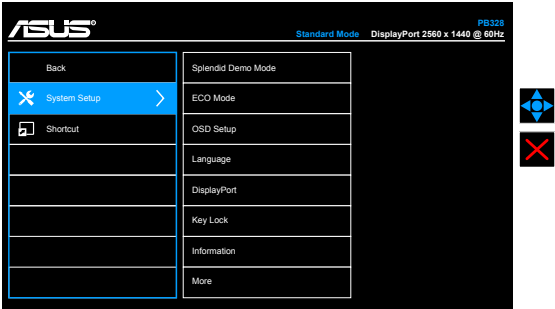 ASUS
PB328
Standard Mode DisplayPort 2560 x 1440 @ 60Hz
Back
System Setup
Shortcut
Splendid Demo Mode
ECO Mode
OSD Setup
Language
DisplayPort
Key Lock
Information
More